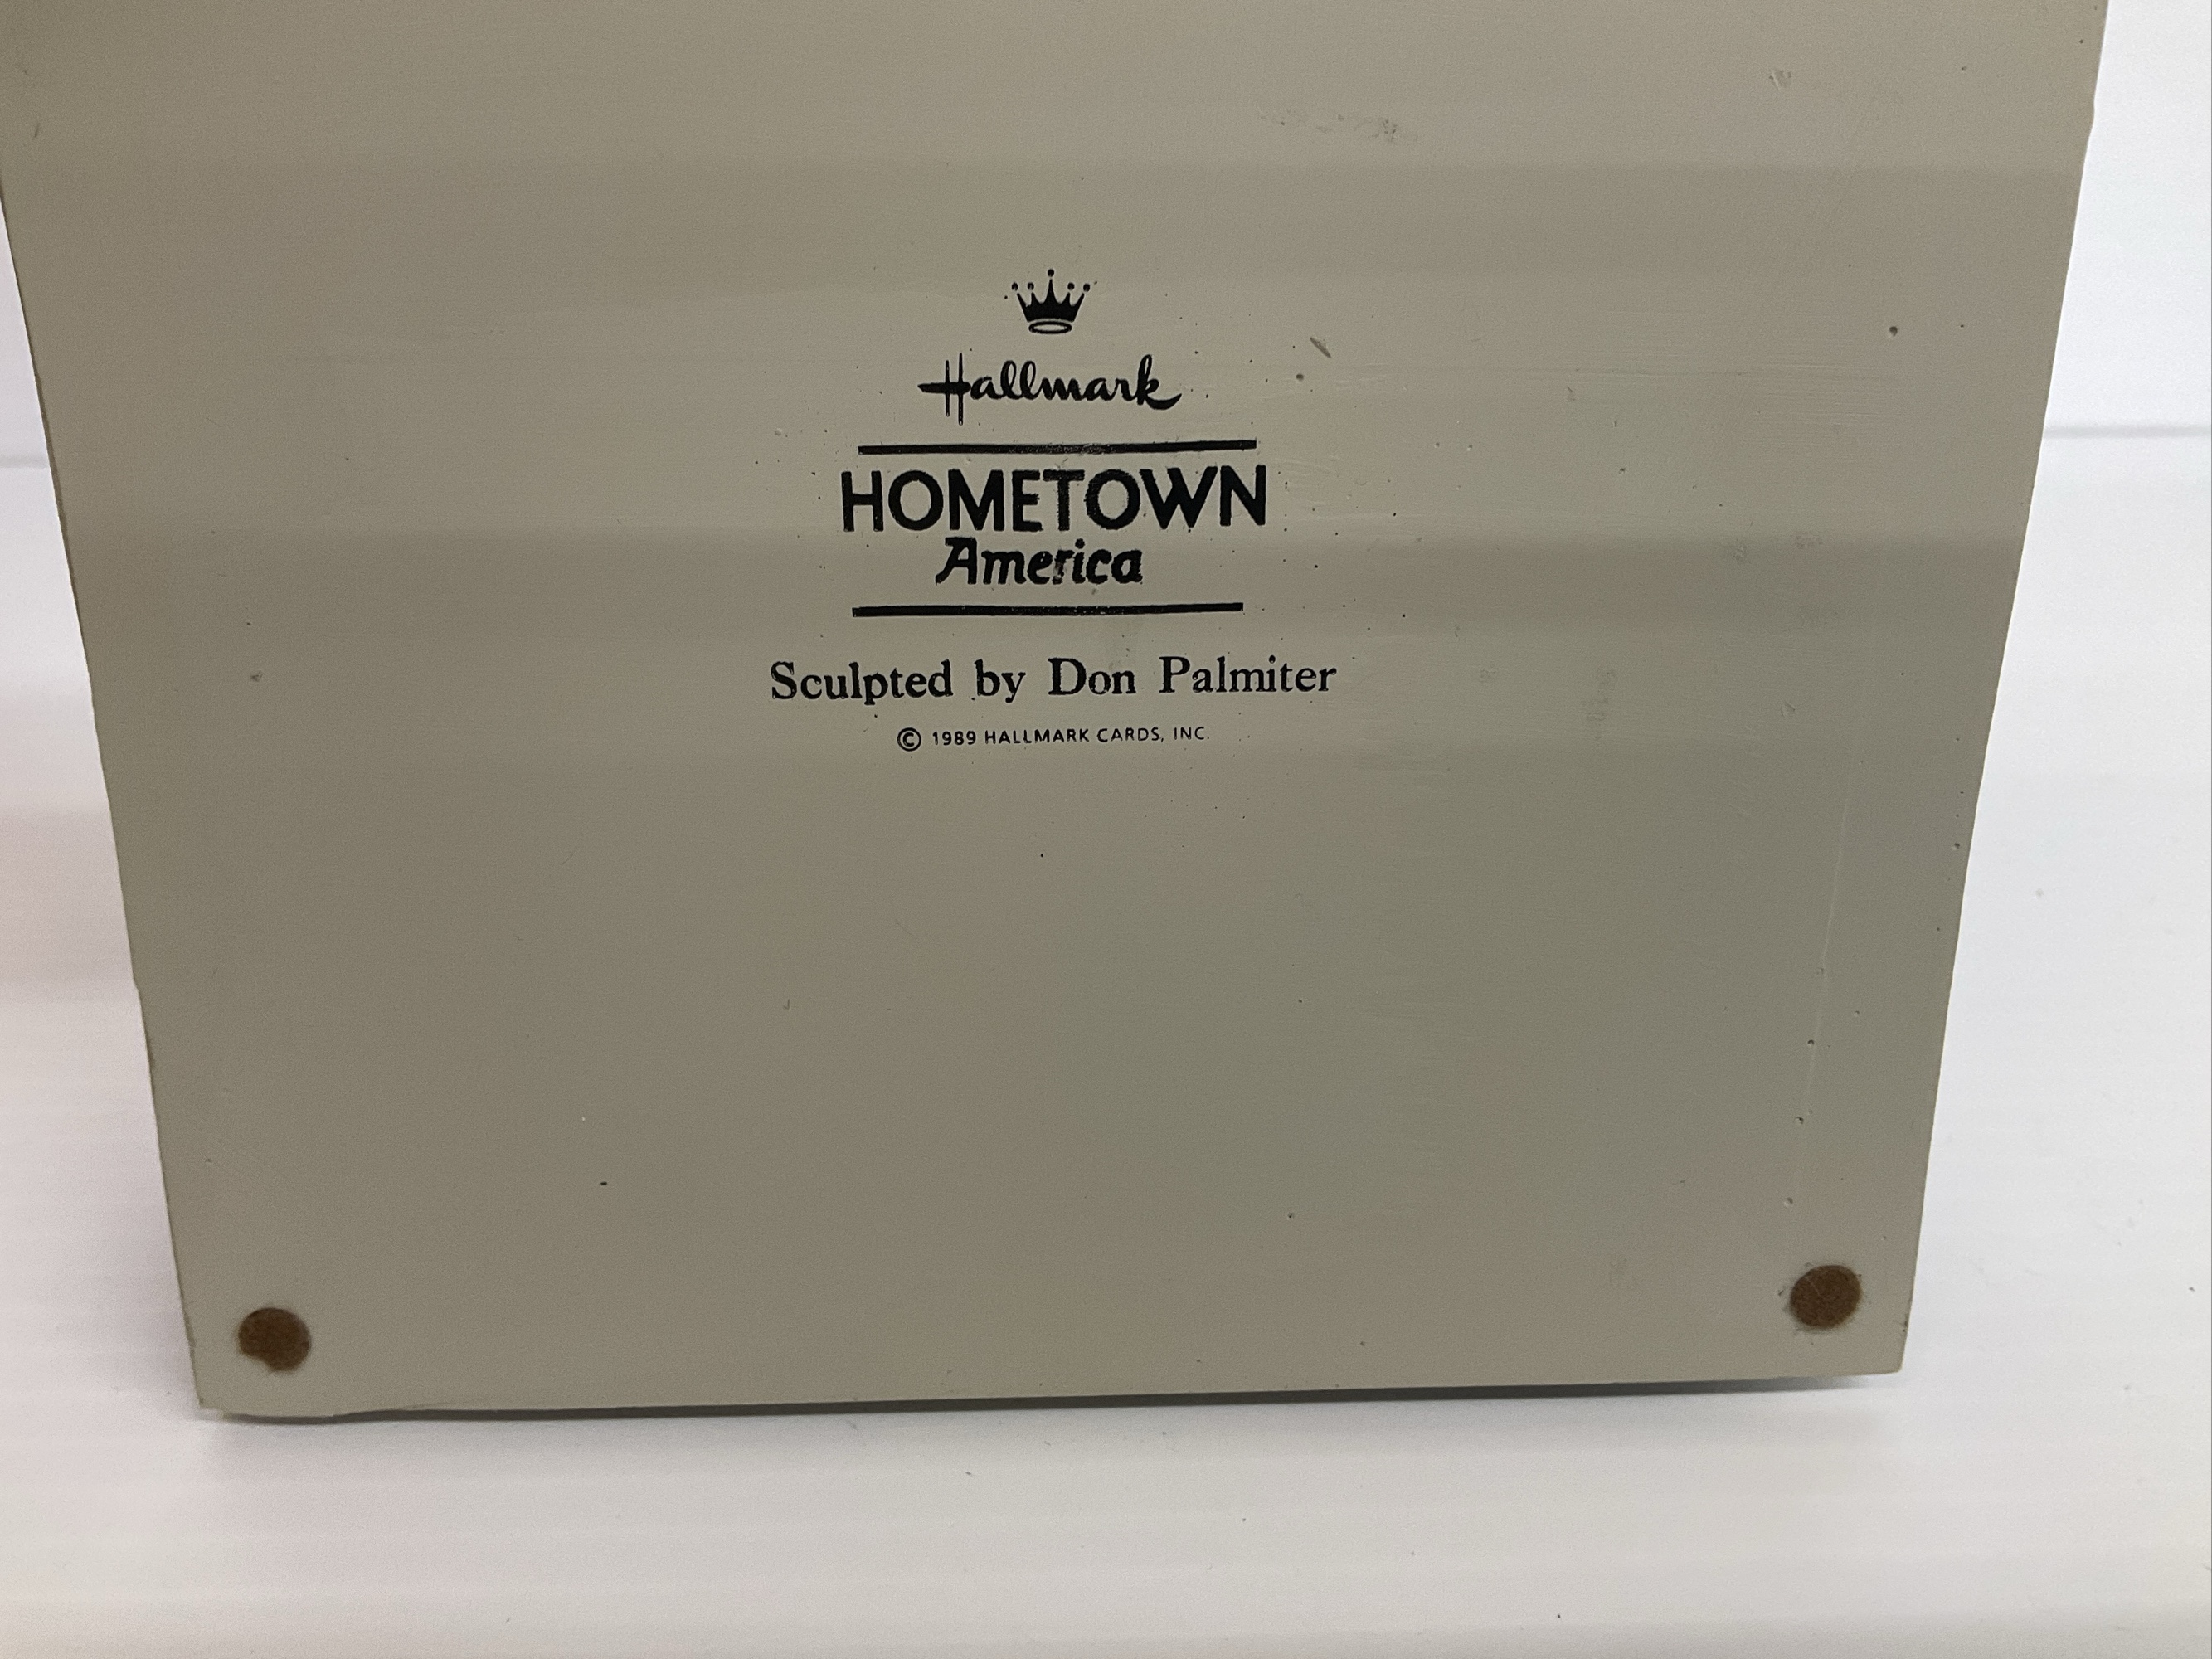 Hallmark
HOMETOWN
America
Sculpted by Don Palmiter
© 1989 HALLMARK CARDS, INC.